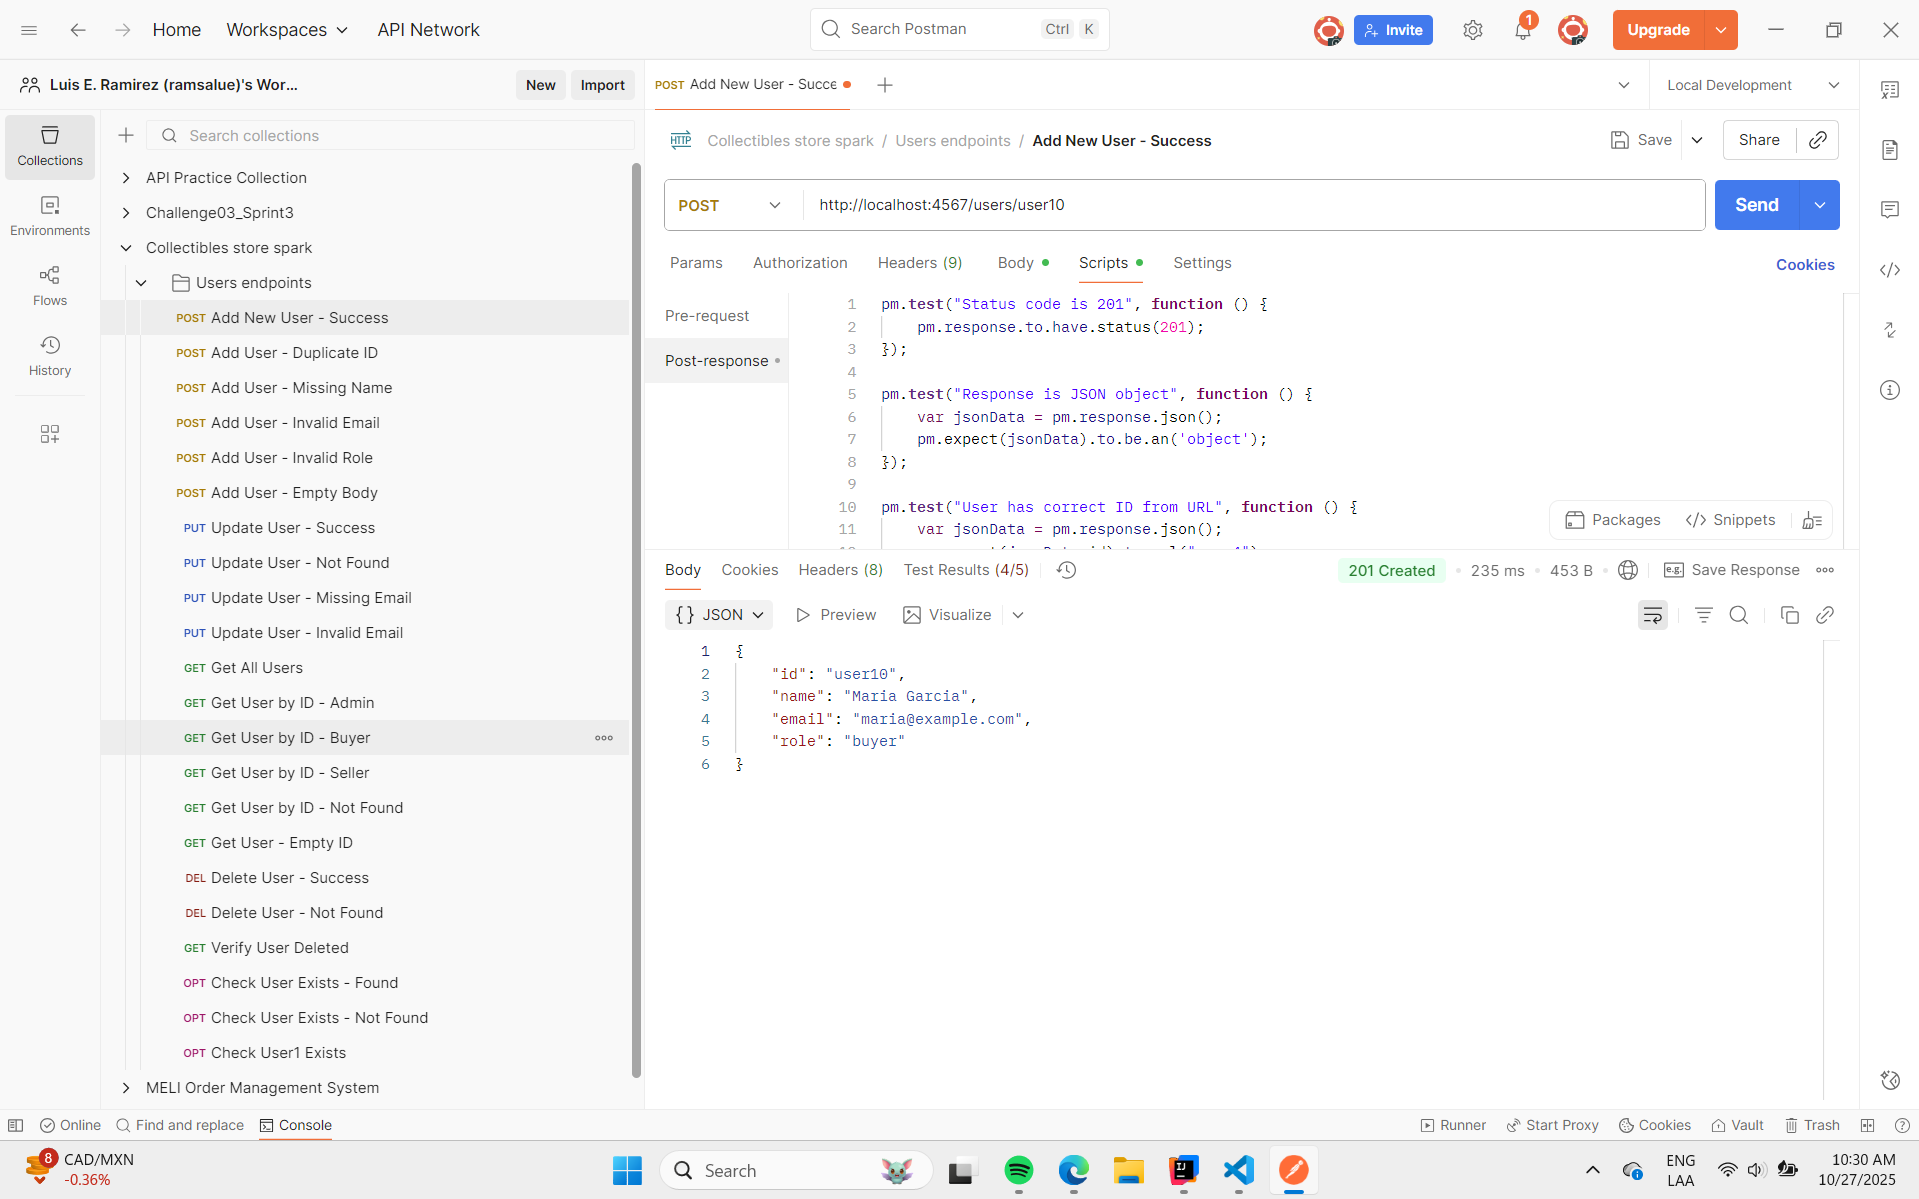 Home
Workspaces
API Network
Search Postman
Ctrl
K
Invite
1
Upgrade
Luis E. Ramirez (ramsalue)'s Wor...
New
Import
POST Add New User - Succe
Local Development
Collections
Environments
Flows
History
Search collections
API Practice Collection
Challenge03_Sprint3
Collectibles store spark
Users endpoints
POST Add New User - Success
POST Add User - Duplicate ID
POST Add User - Missing Name
POST Add User - Invalid Email
POST Add User - Invalid Role
POST Add User - Empty Body
PUT Update User - Success
PUT Update User - Not Found
PUT Update User - Missing Email
PUT Update User - Invalid Email
GET Get All Users
GET Get User by ID - Admin
GET Get User by ID - Buyer
GET Get User by ID - Seller
GET Get User by ID - Not Found
GET Get User - Empty ID
DEL Delete User - Success
DEL Delete User - Not Found
GET Verify User Deleted
OPT Check User Exists - Found
OPT Check User Exists - Not Found
OPT Check User1 Exists
MELI Order Management System
HTTP
Collectibles store spark / Users endpoints / Add New User - Success
Save
Share
POST
http://localhost:4567/users/user10
Send
Params
Authorization
Headers (9)
Body
Scripts
Settings
Cookies
Pre-request
Post-response
1 pm.test("Status code is 201", function () {
2 pm.response.to.have.status(201);
3 });
4
5 pm.test("Response is JSON object", function () {
6 var jsonData = pm.response.json();
7 pm.expect(jsonData).to.be.an('object');
8 });
9
10 pm.test("User has correct ID from URL", function () {
11 var jsonData = pm.response.json();
Packages
Snippets
Body
Cookies
Headers (8)
Test Results (4/5)
201 Created
235 ms
453 B
e.g. Save Response
{} JSON
Preview
Visualize
1 {
2 "id": "user10",
3 "name": "Maria Garcia",
4 "email": "maria@example.com",
5 "role": "buyer"
6 }
Online
Find and replace
Console
Runner
Start Proxy
Cookies
Vault
Trash
8
CAD/MXN
-0.36%
Search
IJ
ENG
LAA
10:30 AM
10/27/2025